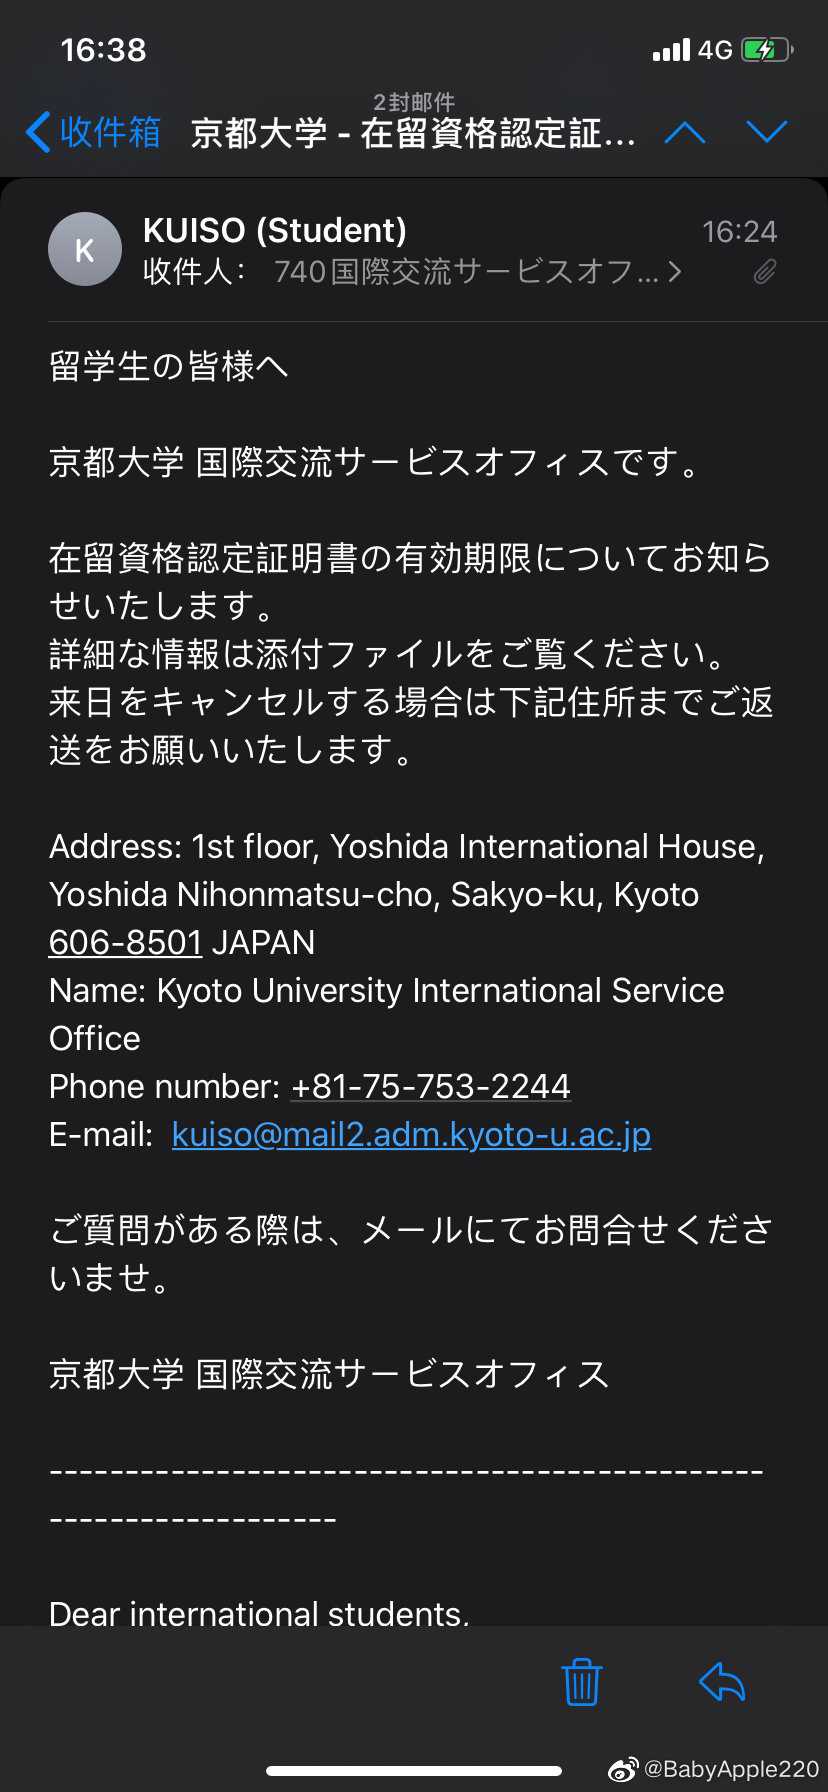 16:38
4G
2封邮件
收件箱 京都大学 - 在留資格認定証...
K
KUISO (Student) 16:24
收件人： 740国際交流サービスオフ...
留学生の皆様へ
京都大学 国際交流サービスオフィスです。
在留資格認定証明書の有効期限についてお知ら
せいたします。
詳細な情報は添付ファイルをご覧ください。
来日をキャンセルする場合は下記住所までご返
送をお願いいたします。
Address: 1st floor, Yoshida International House,
Yoshida Nihonmatsu-cho, Sakyo-ku, Kyoto
606-8501 JAPAN
Name: Kyoto University International Service
Office
Phone number: +81-75-753-2244
E-mail: kuiso@mail2.adm.kyoto-u.ac.jp
ご質問がある際は、メールにてお問合せくださ
いませ。
京都大学 国際交流サービスオフィス
-----------------------------------------------
-------------------
Dear international students,
@BabyApple220